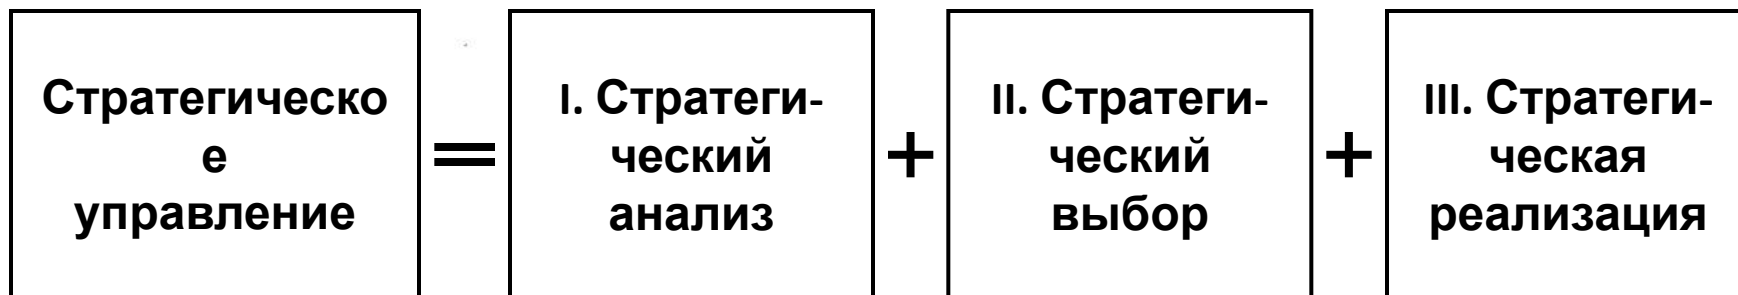 Стратегическо
е
управление
=
I. Стратеги-
ческий
анализ
+
II. Стратеги-
ческий
выбор
+
III. Стратеги-
ческая
реализация